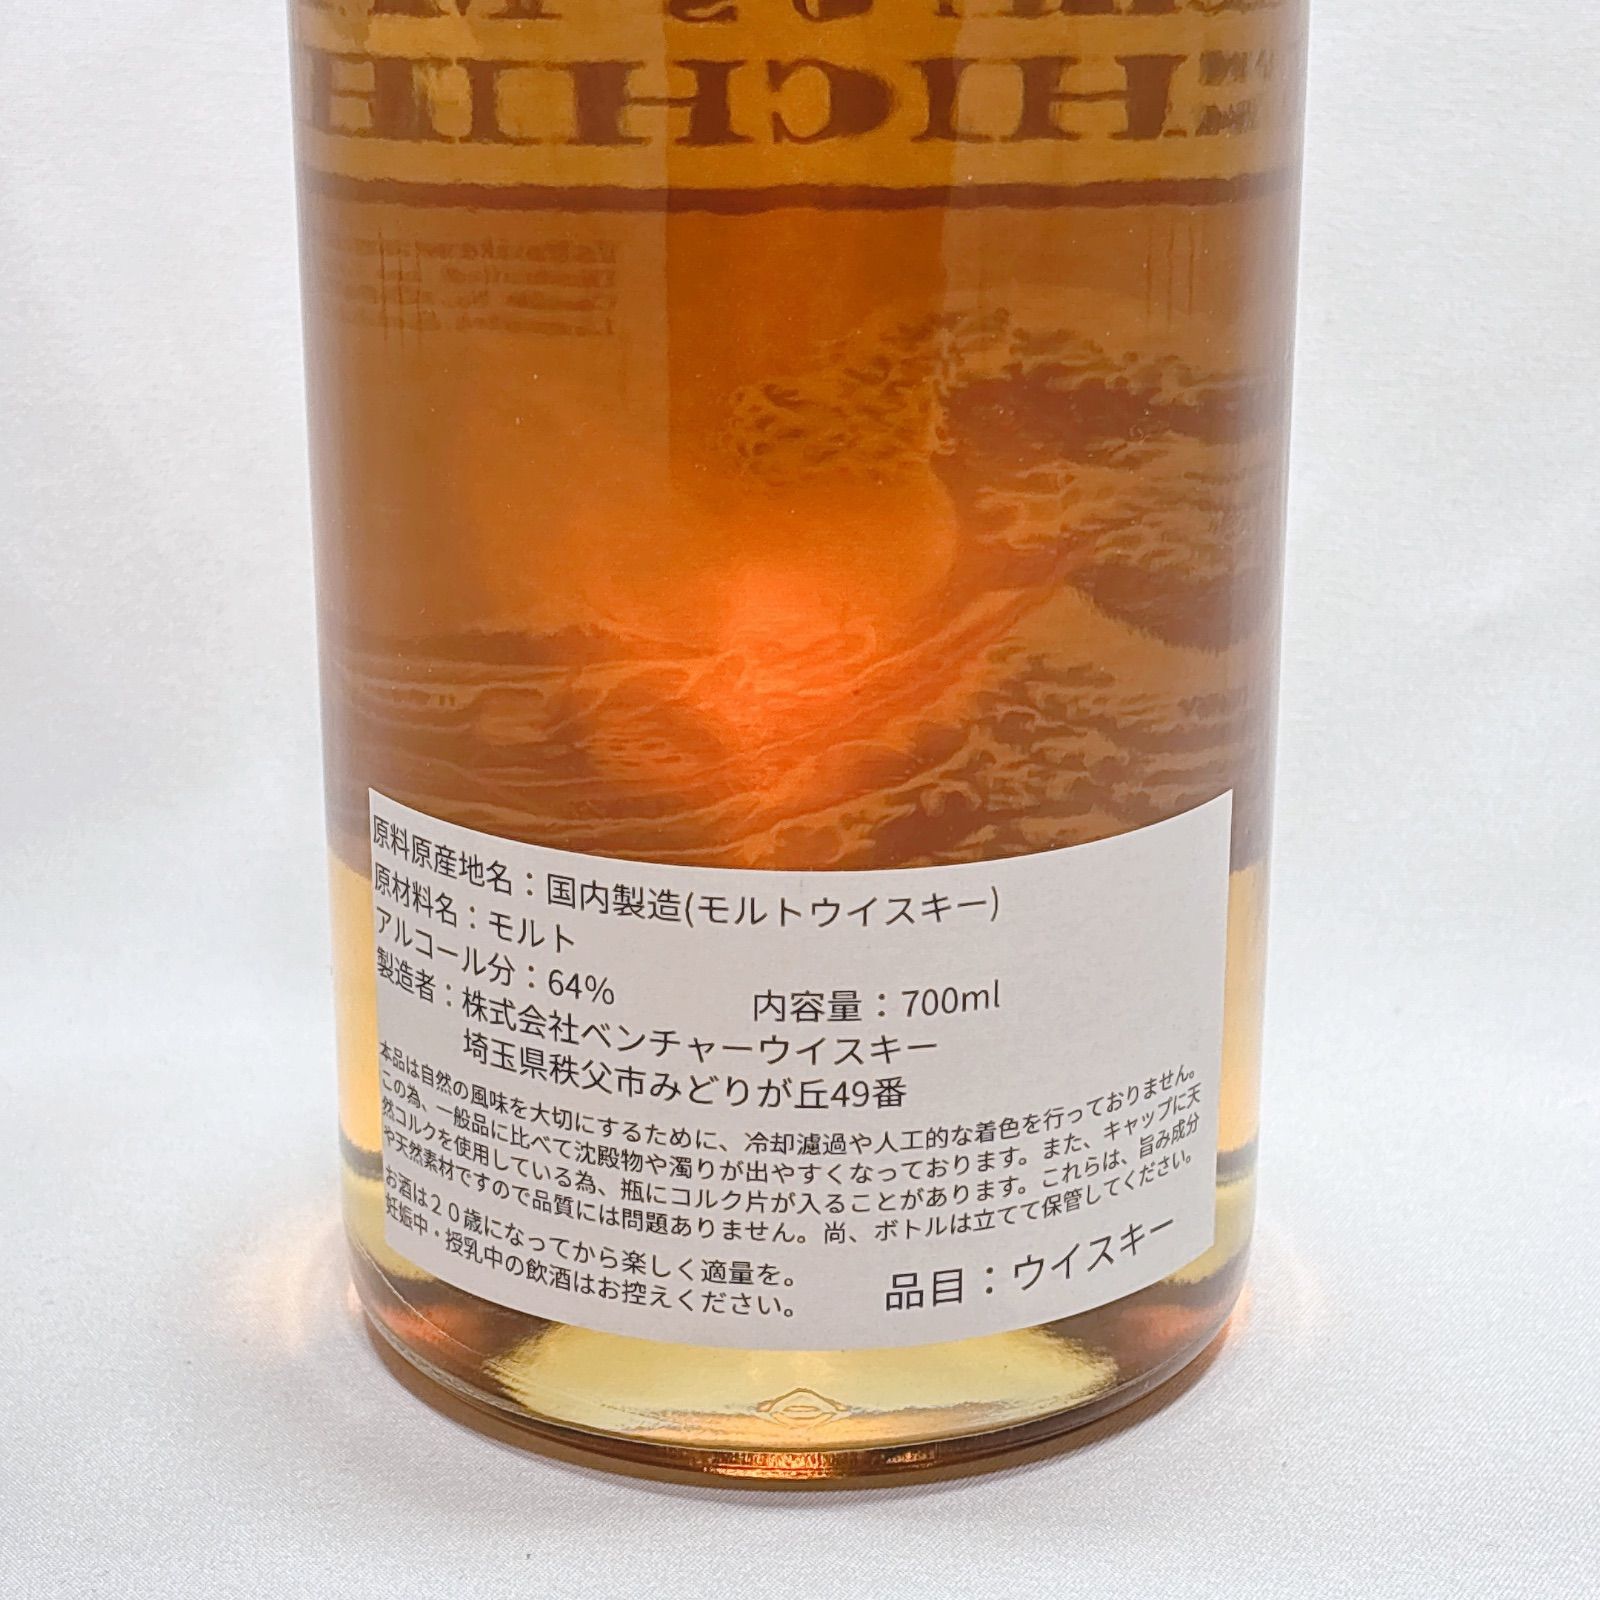 原料原産地名：国内製造(モルトウイスキー)
原材料名：モルト
アルコール分：64% 内容量：700ml
製造者：株式会社ベンチャーウイスキー
埼玉県秩父市みどりが丘49番
本品は自然の風味を大切にするために、冷却濾過や人工的な着色を行っておりません。
この為、一般品に比べて沈殿物や濁りが出やすくなっております。また、キャップに天
然コルクを使用している為、瓶にコルク片が入ることがあります。これらは、旨み成分
や天然素材ですので品質には問題ありません。尚、ボトルは立てて保管してください。
お酒は２０歳になってから楽しく適量を。
妊娠中・授乳中の飲酒はお控えください。
品目：ウイスキー